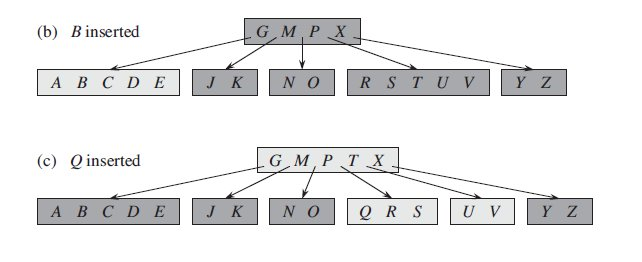 (b) B inserted
G M P X
A B C D E
J K
N O
R S T U V
Y Z
(c) Q inserted
G M P T X
A B C D E
J K
N O
Q R S
U V
Y Z